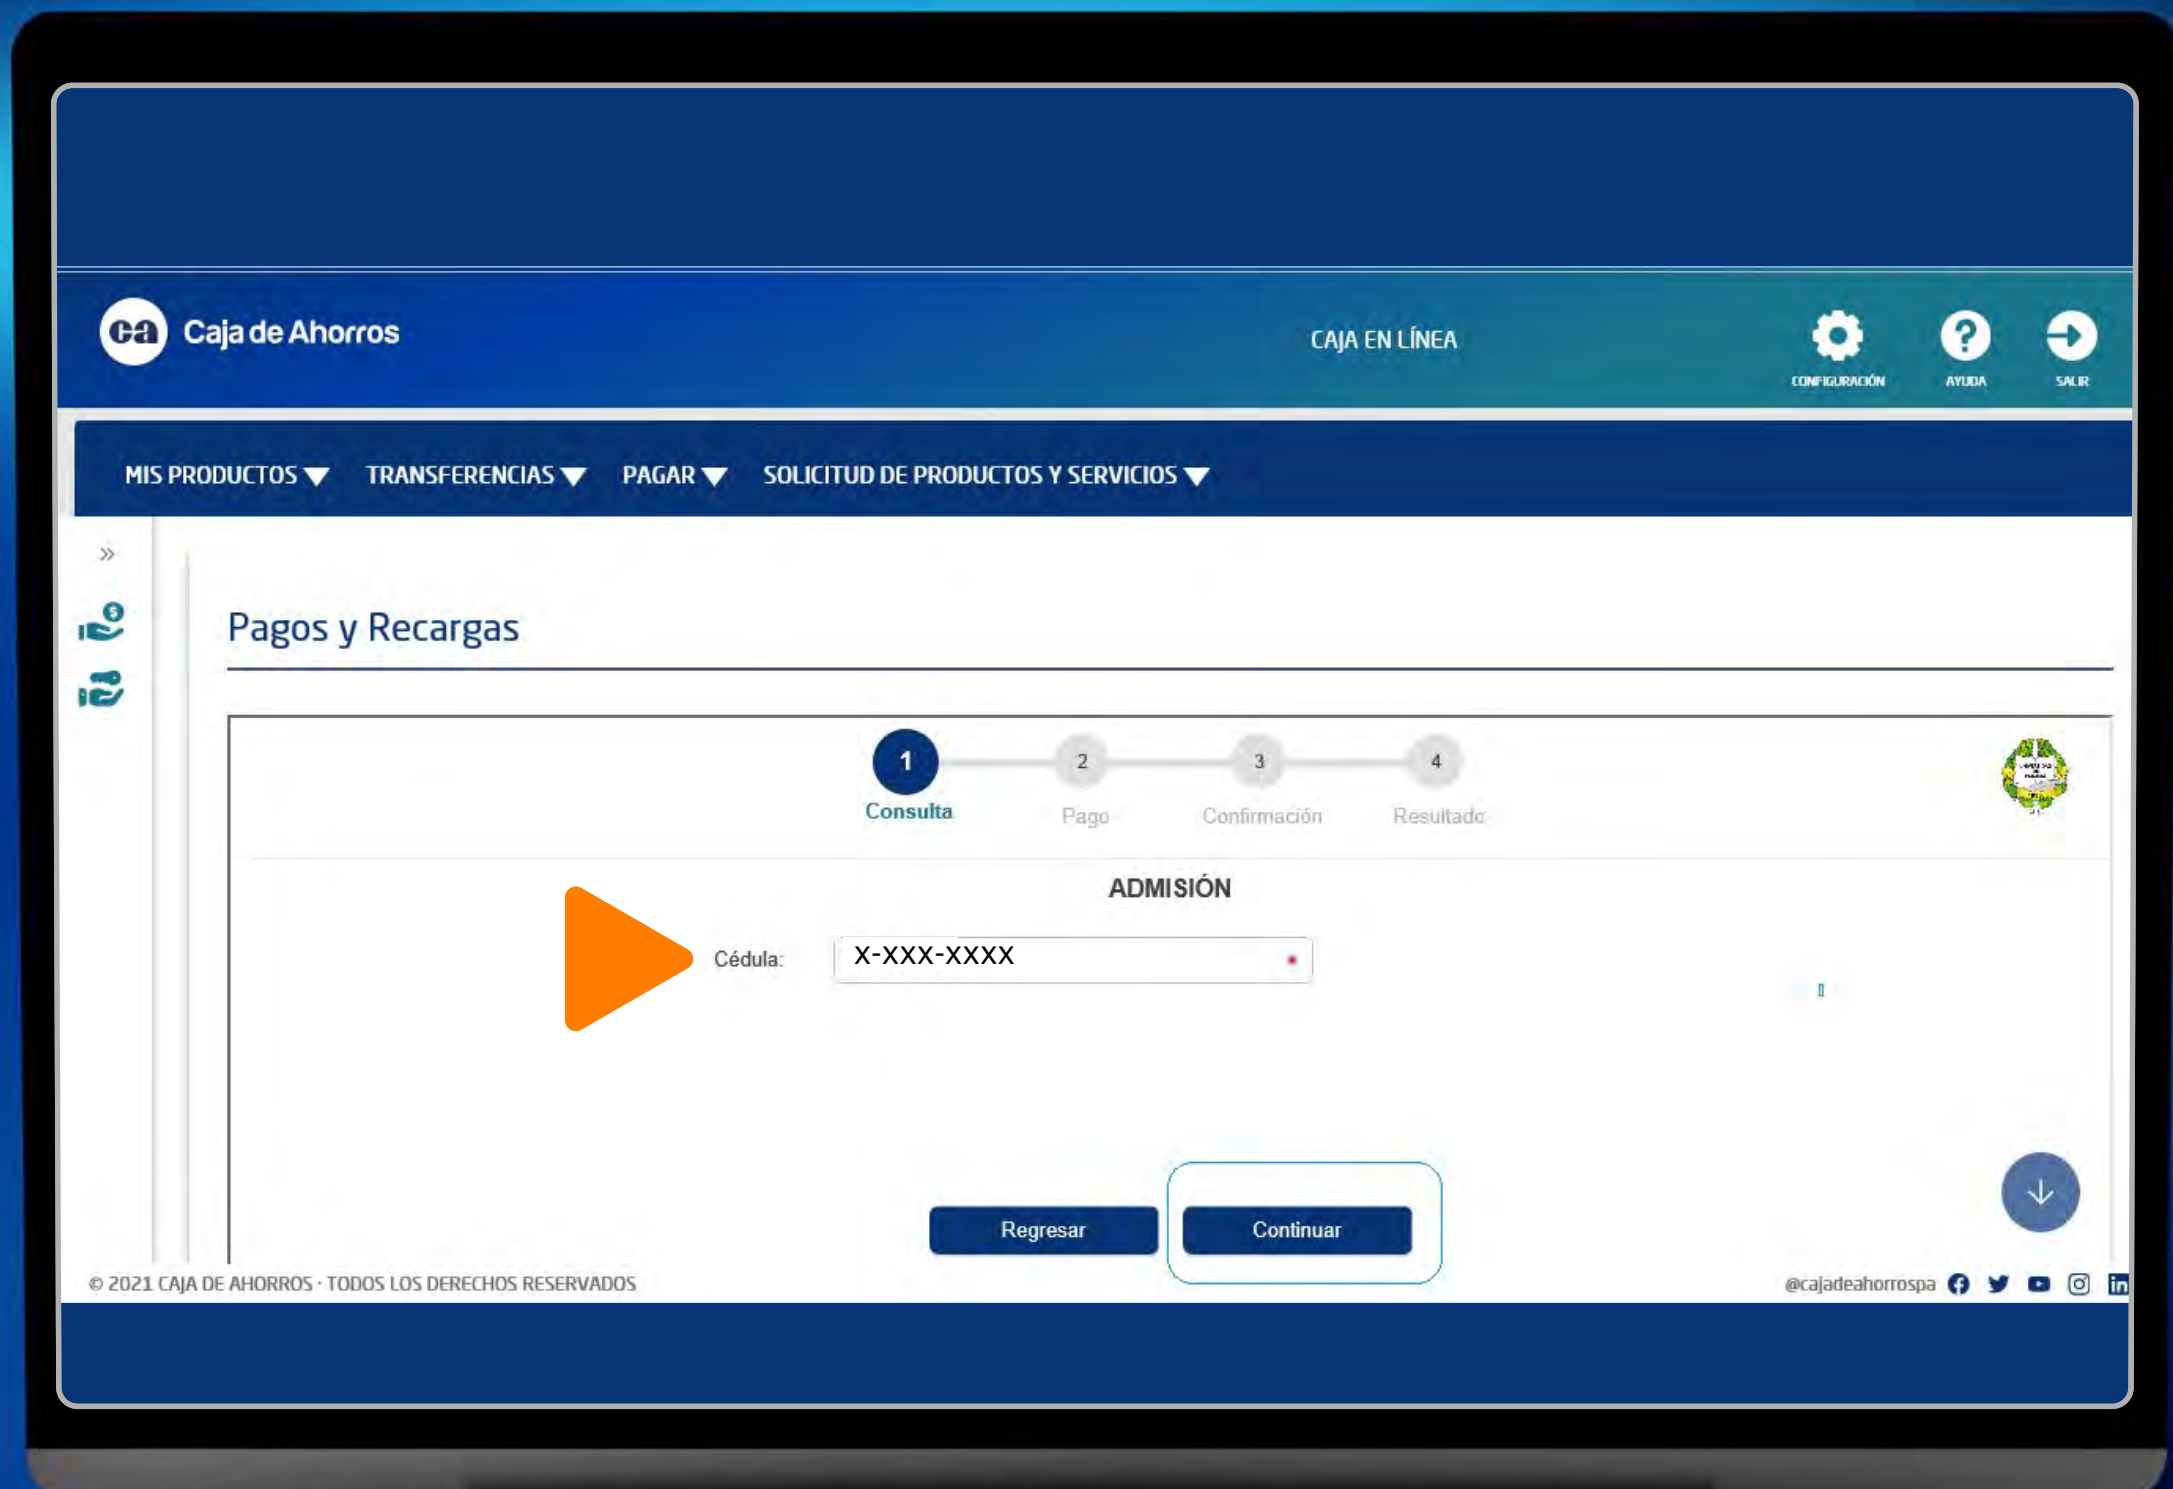 ca Caja de Ahorros
CAJA EN LÍNEA
CONFIGURACIÓN
AYUDA
SALIR
MIS PRODUCTOS
TRANSFERENCIAS
PAGAR
SOLICITUD DE PRODUCTOS Y SERVICIOS
»
Pagos y Recargas
1
2
3
4
Consulta
Pago
Confirmación
Resultado
ADMISIÓN
Cédula:
X-XXX-XXXX
Regresar
Continuar
© 2021 CAJA DE AHORROS · TODOS LOS DERECHOS RESERVADOS
@cajadeahorrospa